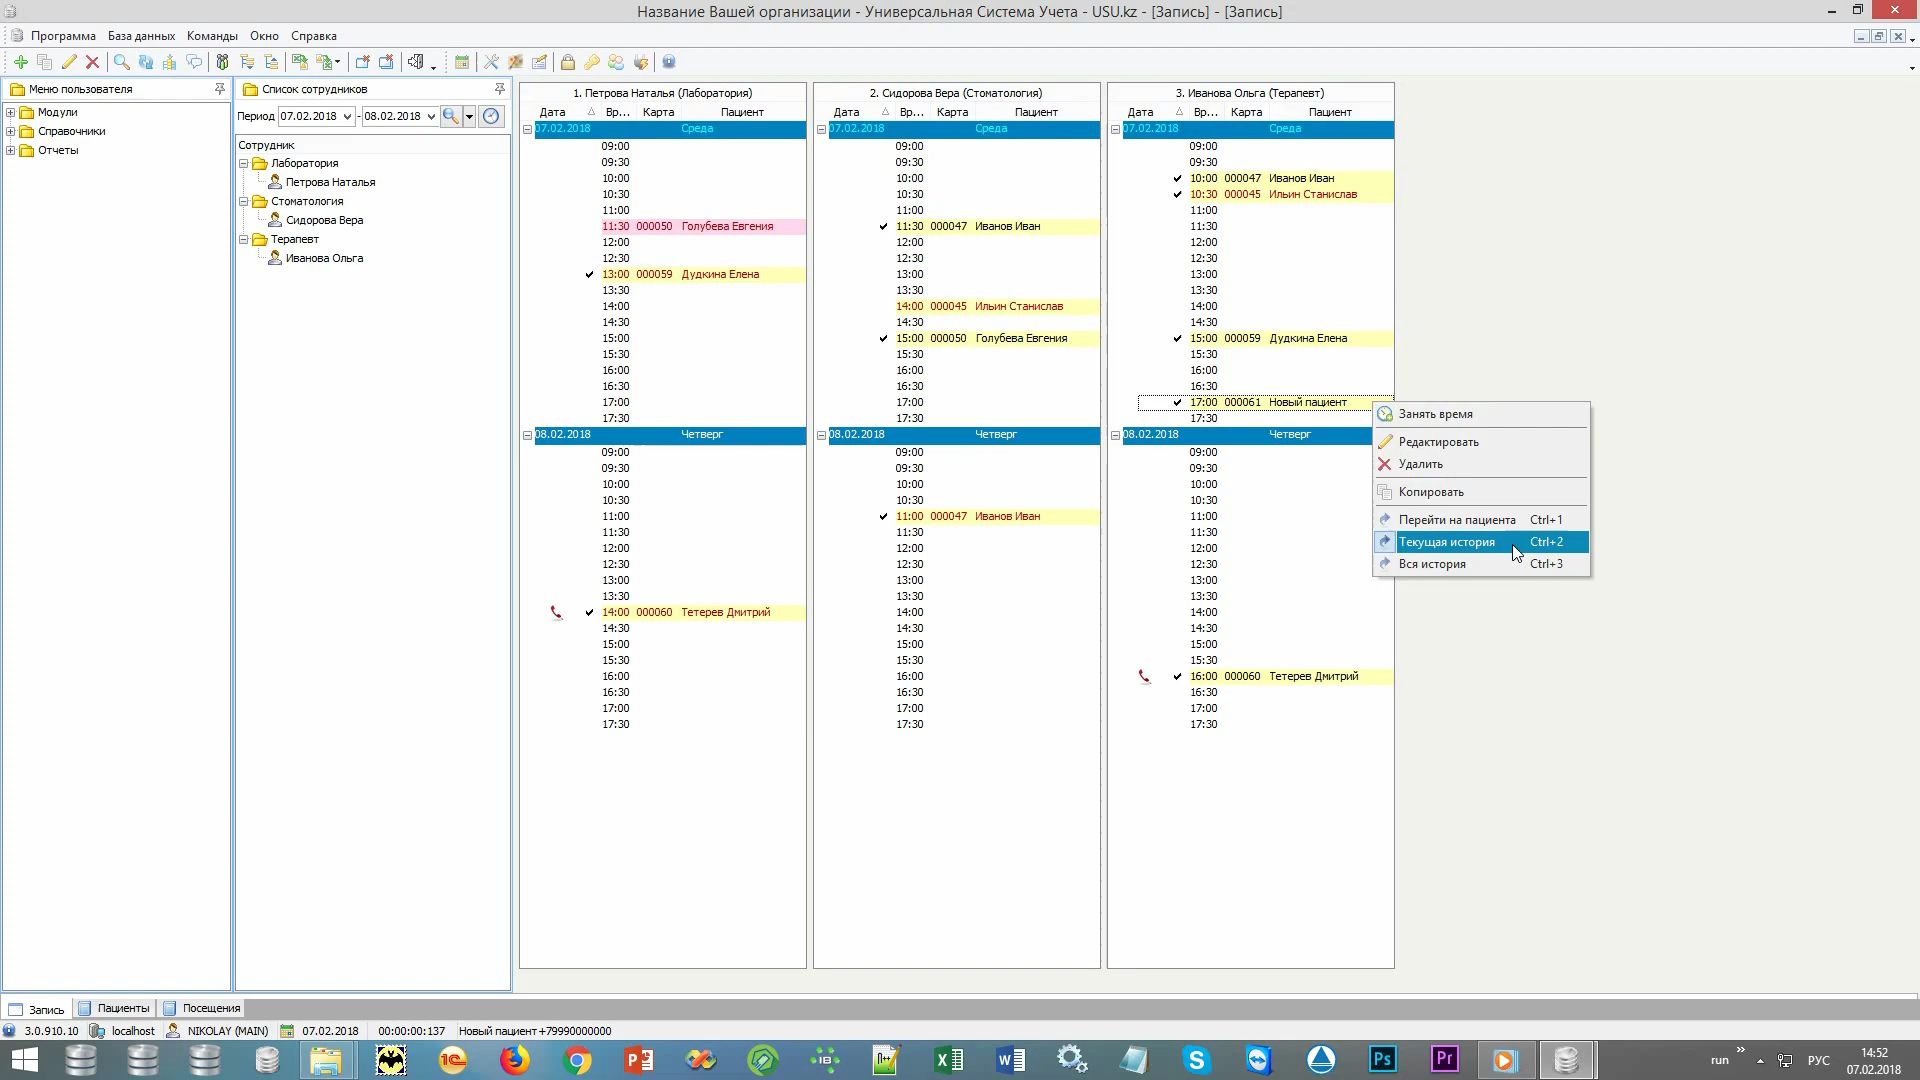 Название Вашей организации - Универсальная Система Учета - USU.kz - [Запись] - [Запись]
Программа База данных Команды Окно Справка
Меню пользователя
Модули
Справочники
Отчеты
Список сотрудников
Период 07.02.2018 - 08.02.2018
Сотрудник
Лаборатория
Петрова Наталья
Стоматология
Сидорова Вера
Терапевт
Иванова Ольга
1. Петрова Наталья (Лаборатория)
Дата Вр... Карта Пациент
07.02.2018 Среда
09:00
09:30
10:00
10:30
11:00
11:30 000050 Голубева Евгения
12:00
12:30
13:00 000059 Дудкина Елена
13:30
14:00
14:30
15:00
15:30
16:00
16:30
17:00
17:30
08.02.2018 Четверг
09:00
09:30
10:00
10:30
11:00
11:30
12:00
12:30
13:00
13:30
14:00 000060 Тетерев Дмитрий
14:30
15:00
15:30
16:00
16:30
17:00
17:30
2. Сидорова Вера (Стоматология)
Дата Вр... Карта Пациент
07.02.2018 Среда
09:00
09:30
10:00
10:30
11:00
11:30 000047 Иванов Иван
12:00
12:30
13:00
13:30
14:00 000045 Ильин Станислав
14:30
15:00 000050 Голубева Евгения
15:30
16:00
16:30
17:00
17:30
08.02.2018 Четверг
09:00
09:30
10:00
10:30
11:00 000047 Иванов Иван
11:30
12:00
12:30
13:00
13:30
14:00
14:30
15:00
15:30
16:00
16:30
17:00
17:30
3. Иванова Ольга (Терапевт)
Дата Вр... Карта Пациент
07.02.2018 Среда
09:00
09:30
10:00 000047 Иванов Иван
10:30 000045 Ильин Станислав
11:00
11:30
12:00
12:30
13:00
13:30
14:00
14:30
15:00 000059 Дудкина Елена
15:30
16:00
16:30
17:00 000061 Новый пациент
17:30
08.02.2018 Четверг
09:00
09:30
10:00
10:30
11:00
11:30
12:00
12:30
13:00
13:30
14:00
14:30
15:00
15:30
16:00 000060 Тетерев Дмитрий
16:30
17:00
17:30
Занять время
Редактировать
Удалить
Копировать
Перейти на пациента Ctrl+1
Текущая история Ctrl+2
Вся история Ctrl+3
Запись Пациенты Посещения
3.0.910.10 localhost NIKOLAY (MAIN) 07.02.2018 00:00:00:137 Новый пациент +79990000000
run РУС 14:52
07.02.2018